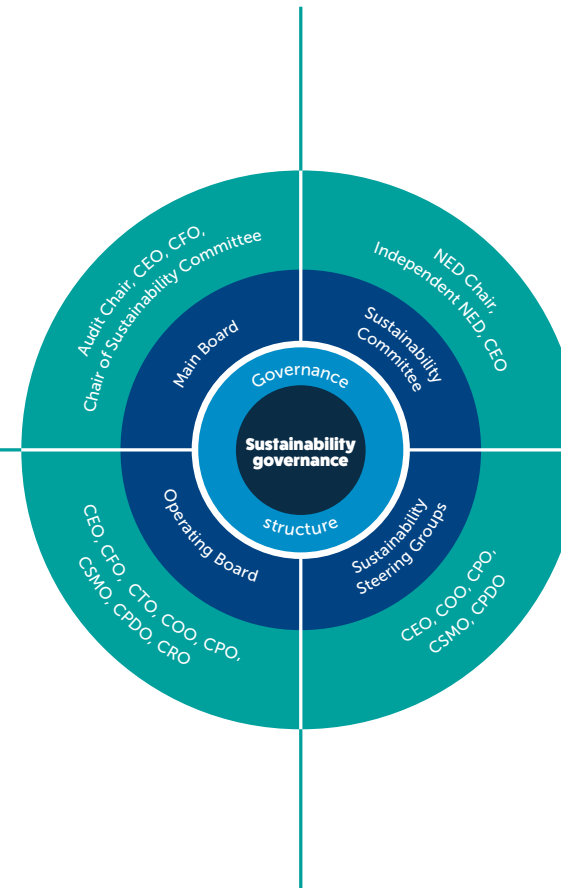 Audit Chair, CEO, CFO,
Chair of Sustainability Committee
Main Board
NED Chair,
Independent NED, CEO
Sustainability
Committee
Governance
Sustainability
governance
structure
Operating Board
CEO, CFO, CTO, COO, CPO,
CSMO, CPDO, CRO
Sustainability
Steering Groups
CEO, COO, CPO,
CSMO, CPDO